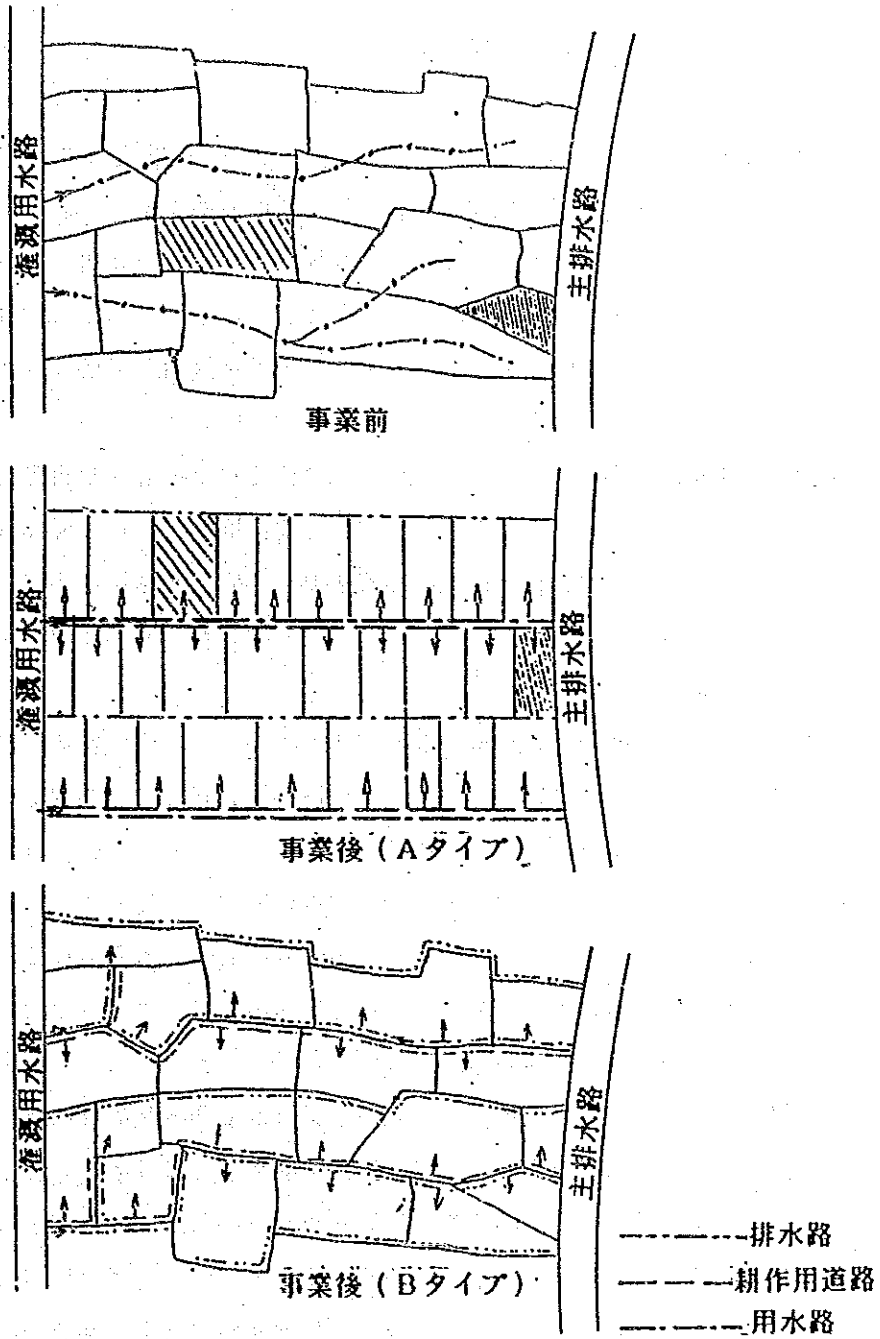 灌漑用水路
主排水路
事業前
灌漑用水路
主排水路
事業後(Aタイプ)
灌漑用水路
主排水路
事業後(Bタイプ)
排水路
耕作用道路
用水路